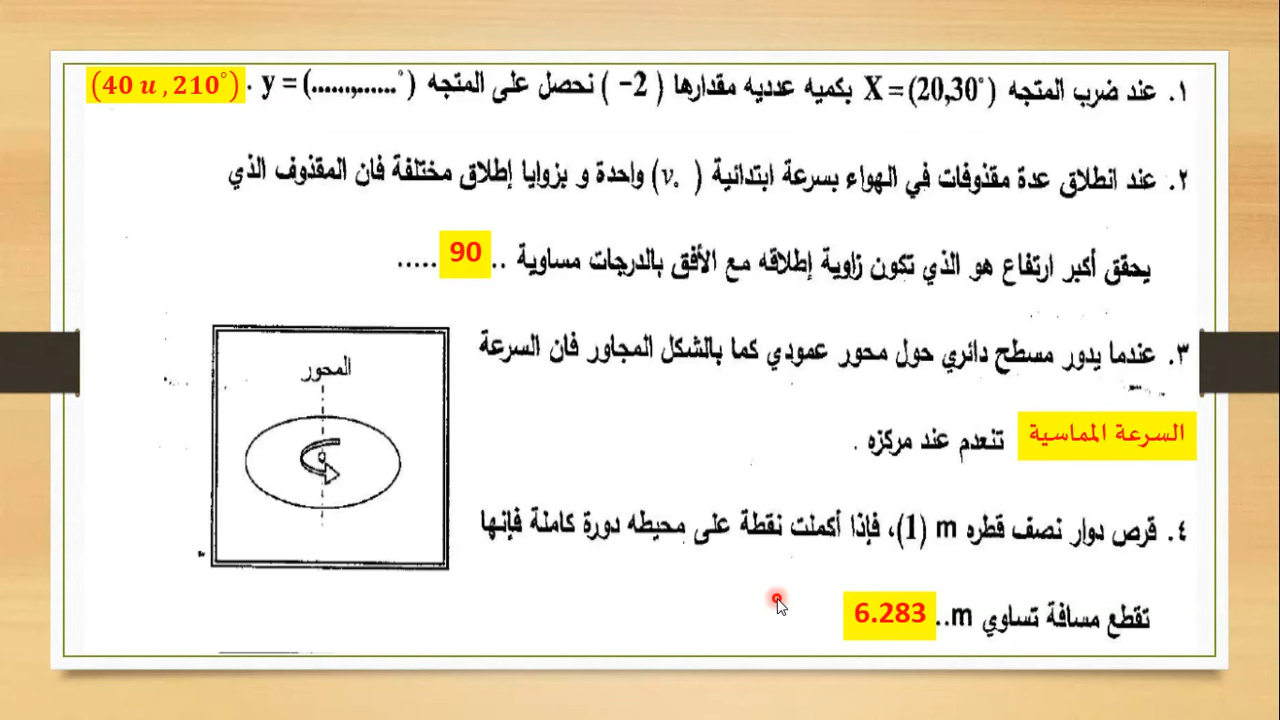 ١. عند ضرب المتجه X = (20,30°) بكميه عدديه مقدارها (2−) نحصل على المتجه y = (......,......°) . (40 u ,210°)
٢. عند انطلاق عدة مقذوفات في الهواء بسرعة ابتدائية (v.) واحدة و بزوايا إطلاق مختلفة فان المقذوف الذي
يحقق أكبر ارتفاع هو الذي تكون زاوية إطلاقه مع الأفق بالدرجات مساوية .. 90 .....
٣. عندما يدور مسطح دائري حول محور عمودي كما بالشكل المجاور فان السرعة
السرعة المماسية تنعدم عند مركزه .
المحور
٤. قرص دوار نصف قطره m (1)، فإذا أكملت نقطة على محيطه دورة كاملة فإنها
تقطع مسافة تساوي m.. 6.283